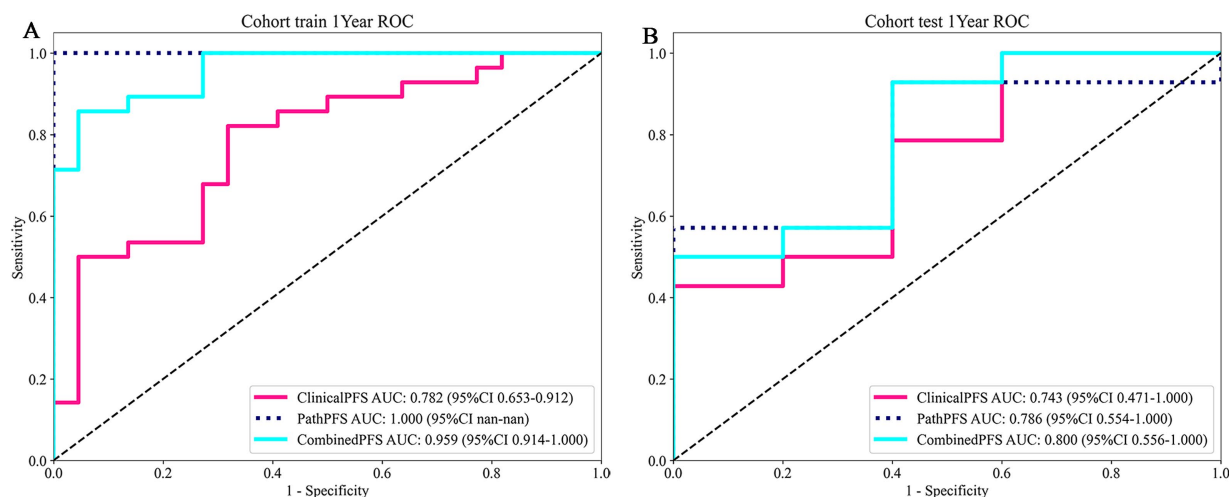 A
Cohort train 1Year ROC
1.0
0.8
0.6
0.4
0.2
0.0
Sensitivity
ClinicalPFS AUC: 0.782 (95%CI 0.653-0.912)
PathPFS AUC: 1.000 (95%CI nan-nan)
CombinedPFS AUC: 0.959 (95%CI 0.914-1.000)
0.0 0.2 0.4 0.6 0.8 1.0
1 - Specificity
B
Cohort test 1Year ROC
1.0
0.8
0.6
0.4
0.2
0.0
Sensitivity
ClinicalPFS AUC: 0.743 (95%CI 0.471-1.000)
PathPFS AUC: 0.786 (95%CI 0.554-1.000)
CombinedPFS AUC: 0.800 (95%CI 0.556-1.000)
0.0 0.2 0.4 0.6 0.8 1.0
1 - Specificity